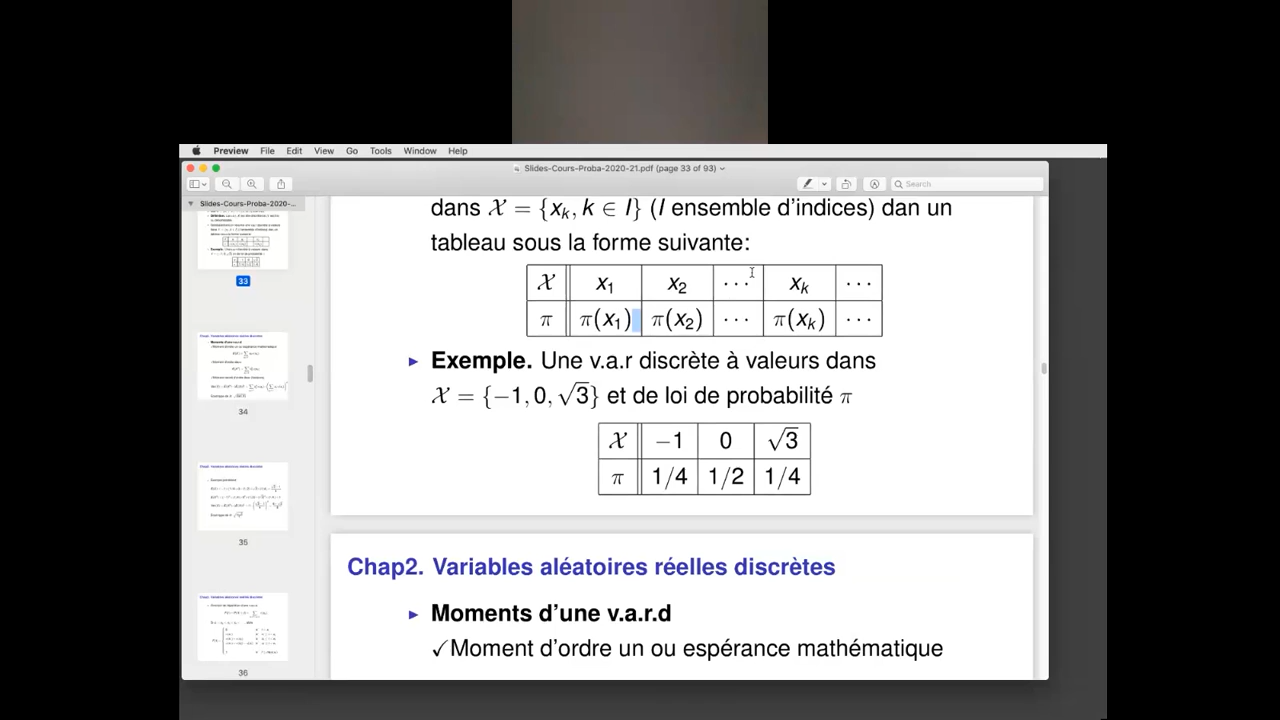 Preview File Edit View Go Tools Window Help
Slides-Cours-Proba-2020-21.pdf (page 33 of 93)
Search
Slides-Cours-Proba-2020-...
33
34
35
36
dans 𝒳 = {xₖ, k ∈ I} (I ensemble d'indices) dan un
tableau sous la forme suivante:
𝒳 x₁ x₂ ··· xₖ ···
π π(x₁) π(x₂) ··· π(xₖ) ···
▸ Exemple. Une v.a.r discrète à valeurs dans
𝒳 = {−1, 0, √3} et de loi de probabilité π
𝒳 −1 0 √3
π 1/4 1/2 1/4
Chap2. Variables aléatoires réelles discrètes
▸ Moments d'une v.a.r.d
✓Moment d'ordre un ou espérance mathématique